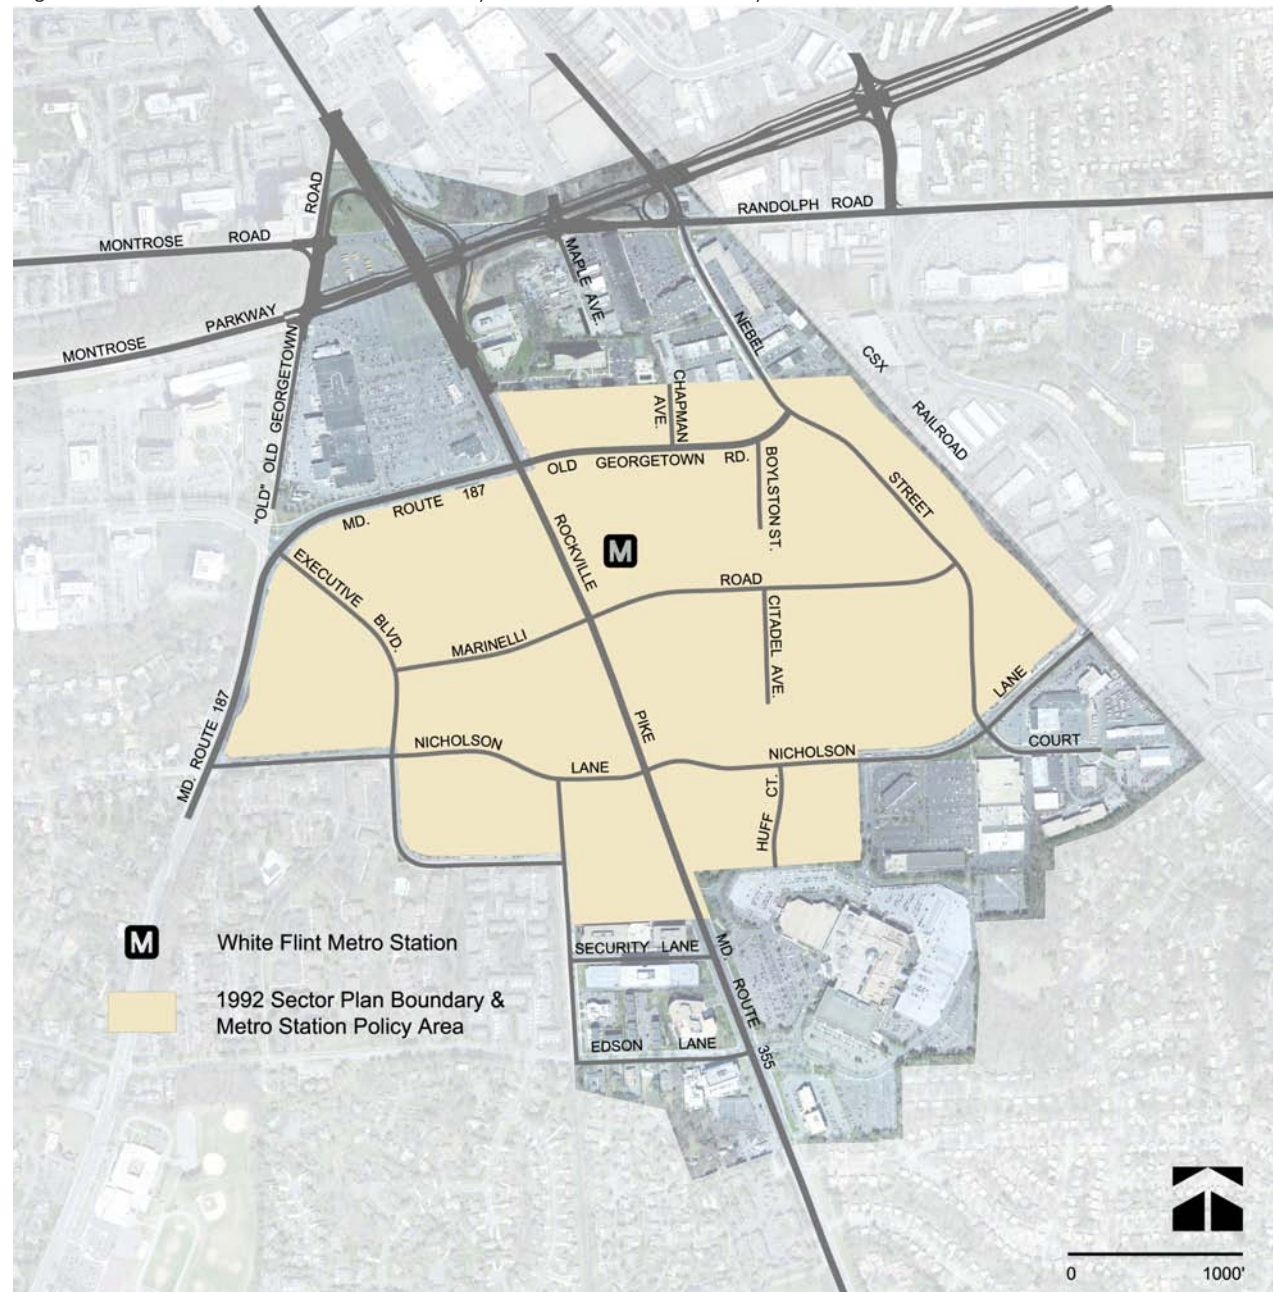 ROAD
MONTROSE ROAD
RANDOLPH ROAD
MAPLE AVE.
MONTROSE PARKWAY
NEBEL
CSX
RAILROAD
"OLD" OLD GEORGETOWN
CHAPMAN
AVE.
OLD GEORGETOWN RD.
BOYLSTON ST.
STREET
MD. ROUTE 187
ROCKVILLE
M
EXECUTIVE BLVD.
MARINELLI
ROAD
CITADEL AVE.
LANE
MD. ROUTE 187
PIKE
NICHOLSON
LANE
NICHOLSON
COURT
HUFF CT.
M
White Flint Metro Station
SECURITY LANE
MD. ROUTE 355
1992 Sector Plan Boundary &
Metro Station Policy Area
EDSON LANE
0 1000'